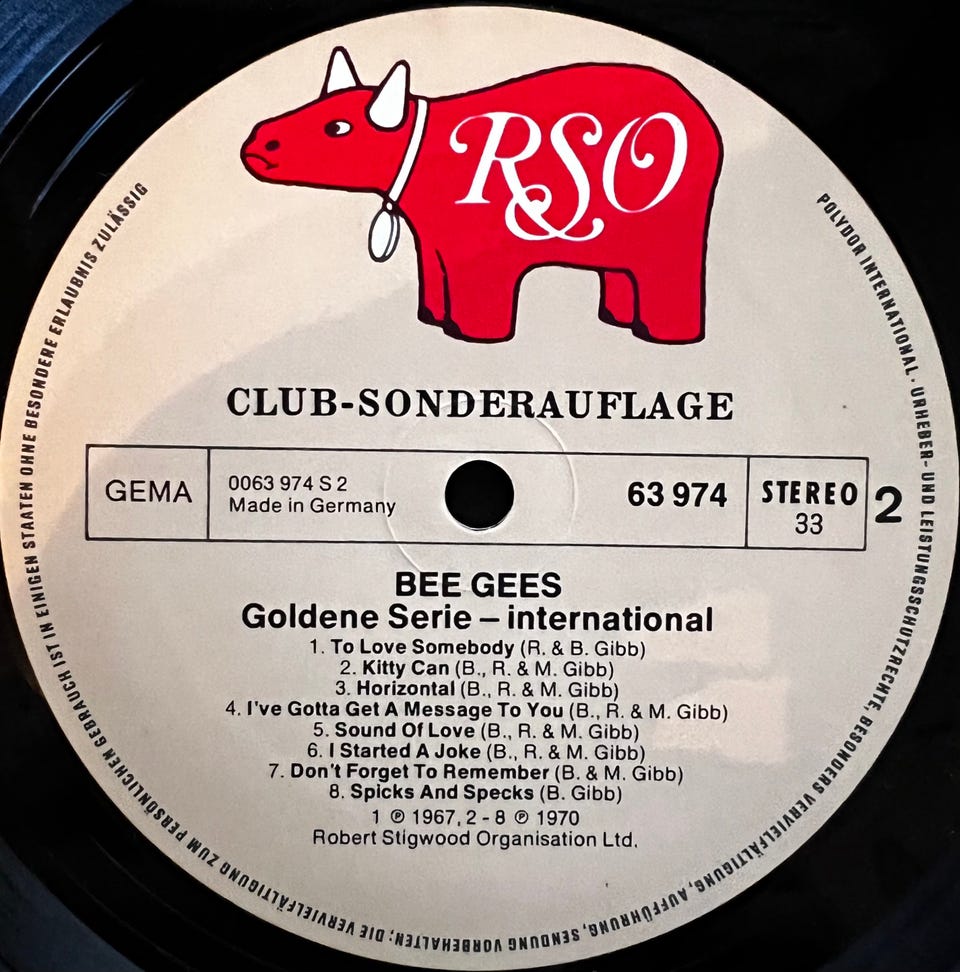 RSO
CLUB-SONDERAUFLAGE
GEMA
0063 974 S 2
Made in Germany
63 974
STEREO
33
2
BEE GEES
Goldene Serie – international
1. To Love Somebody (R. & B. Gibb)
2. Kitty Can (B., R. & M. Gibb)
3. Horizontal (B., R. & M. Gibb)
4. I've Gotta Get A Message To You (B., R. & M. Gibb)
5. Sound Of Love (B., R. & M. Gibb)
6. I Started A Joke (B., R. & M. Gibb)
7. Don't Forget To Remember (B. & M. Gibb)
8. Spicks And Specks (B. Gibb)
1 ℗ 1967, 2 - 8 ℗ 1970
Robert Stigwood Organisation Ltd.
POLYDOR INTERNATIONAL · URHEBER- UND LEISTUNGSSCHUTZRECHTE, BESONDERS VERVIELFÄLTIGUNG, AUFFÜHRUNG, SENDUNG VORBEHALTEN; DIE VERVIELFÄLTIGUNG ZUM PERSÖNLICHEN GEBRAUCH IST IN EINIGEN STAATEN OHNE BESONDERE ERLAUBNIS ZULÄSSIG